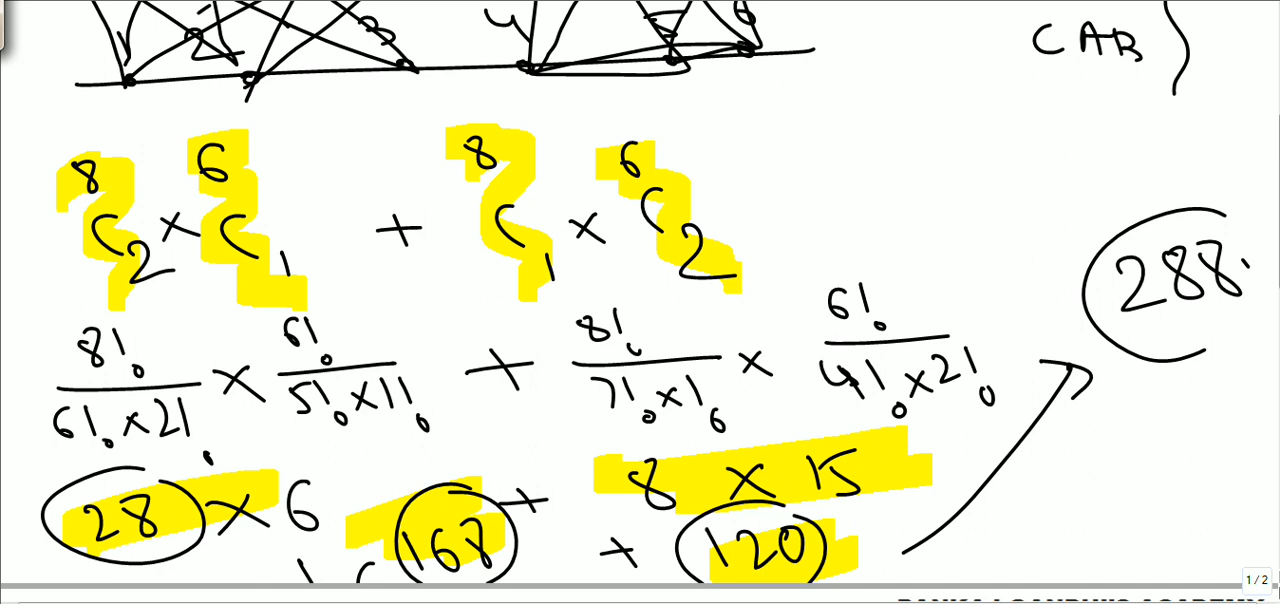 CAB
8C2 × 6C1 + 8C1 × 6C2
288
8!/6!×2! × 6!/5!×1! + 8!/7!×1! × 6!/4!×2!
28 × 6 + 8 × 15
168 + 120
1/2